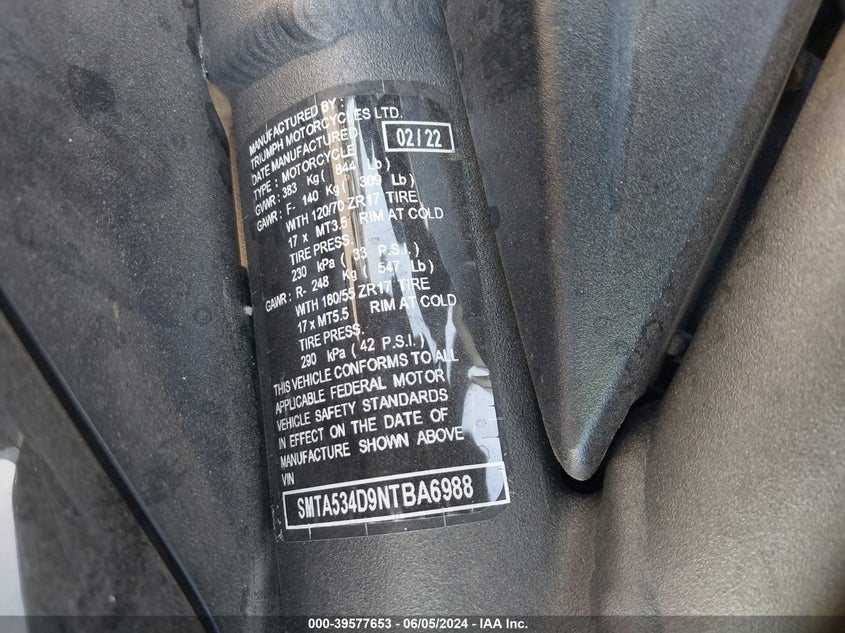 MANUFACTURED BY :
TRIUMPH MOTORCYCLES LTD.
DATE MANUFACTURED 02/22
TYPE : MOTORCYCLE
GVWR: 383 Kg ( 844 Lb)
GAWR: F- 140 Kg ( 309 Lb)
WITH 120/70 ZR17 TIRE
17 x MT3.5 RIM AT COLD
TIRE PRESS.
230 kPa ( 33 P.S.I.)
GAWR: R- 248 Kg ( 547 Lb)
WITH 180/55 ZR17 TIRE
17 x MT5.5 RIM AT COLD
TIRE PRESS.
290 kPa ( 42 P.S.I.)
THIS VEHICLE CONFORMS TO ALL
APPLICABLE FEDERAL MOTOR
VEHICLE SAFETY STANDARDS
IN EFFECT ON THE DATE OF
MANUFACTURE SHOWN ABOVE
VIN
SMTA534D9NTBA6988
000-39577653 - 06/05/2024 - IAA Inc.